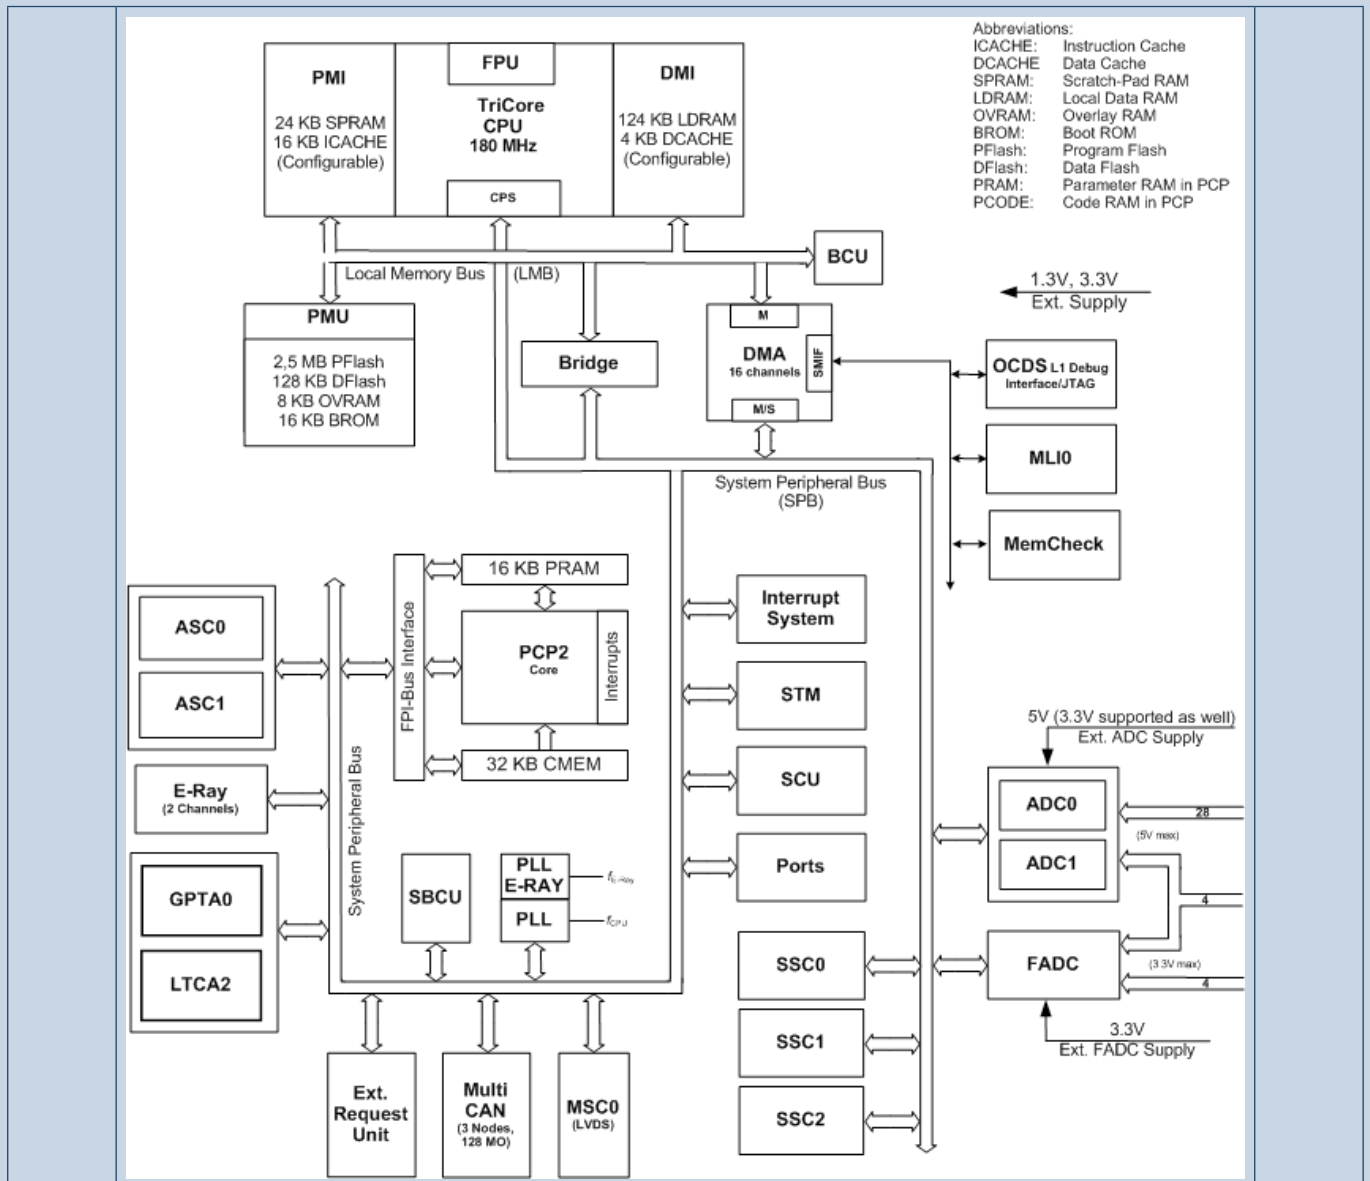 Abbreviations:
ICACHE: Instruction Cache
DCACHE Data Cache
SPRAM: Scratch-Pad RAM
LDRAM: Local Data RAM
OVRAM: Overlay RAM
BROM: Boot ROM
PFlash: Program Flash
DFlash: Data Flash
PRAM: Parameter RAM in PCP
PCODE: Code RAM in PCP
PMI
24 KB SPRAM
16 KB ICACHE
(Configurable)
FPU
TriCore
CPU
180 MHz
CPS
DMI
124 KB LDRAM
4 KB DCACHE
(Configurable)
BCU
Local Memory Bus (LMB)
1.3V, 3.3V
Ext. Supply
PMU
2,5 MB PFlash
128 KB DFlash
8 KB OVRAM
16 KB BROM
Bridge
M
DMA
16 channels
SMIF
M/S
OCDS L1 Debug
Interface/JTAG
MLI0
MemCheck
System Peripheral Bus
(SPB)
ASC0
ASC1
E-Ray
(2 Channels)
GPTA0
LTCA2
System Peripheral Bus
FPI-Bus Interface
16 KB PRAM
PCP2
Core
Interrupts
32 KB CMEM
SBCU
PLL
E-RAY
fE-Ray
PLL
fCPU
Interrupt
System
STM
SCU
Ports
SSC0
SSC1
SSC2
5V (3.3V supported as well)
Ext. ADC Supply
ADC0
ADC1
28
(5V max)
4
FADC
(3.3V max)
4
3.3V
Ext. FADC Supply
Ext.
Request
Unit
Multi
CAN
(3 Nodes,
128 MO)
MSC0
(LVDS)